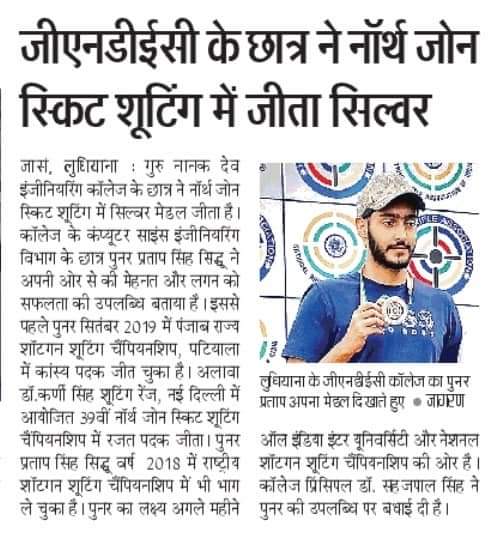 जीएनडीईसी के छात्र ने नॉर्थ जोन
स्किट शूटिंग में जीता सिल्वर
जासं, लुधियाना : गुरु नानक देव
इंजीनियरिंग कॉलेज के छात्र ने नॉर्थ जोन
स्किट शूटिंग में सिल्वर मेडल जीता है।
कॉलेज के कंप्यूटर साइंस इंजीनियरिंग
विभाग के छात्र पुनर प्रताप सिंह सिद्धू ने
अपनी ओर से की मेहनत और लगन को
सफलता की उपलब्धि बताया है। इससे
पहले पुनर सितंबर 2019 में पंजाब राज्य
शॉटगन शूटिंग चैंपियनशिप, पटियाला
में कांस्य पदक जीत चुका है। अलावा
डॉ.कर्णी सिंह शूटिंग रेंज, नई दिल्ली में
आयोजित 39वीं नॉर्थ जोन स्किट शूटिंग
चैंपियनशिप में रजत पदक जीता। पुनर
प्रताप सिंह सिद्धू वर्ष 2018 में राष्ट्रीय
शॉटगन शूटिंग चैंपियनशिप में भी भाग
ले चुका है। पुनर का लक्ष्य अगले महीने
लुधियाना के जीएनडीईसी कॉलेज का पुनर
प्रताप अपना मेडल दिखाते हुए ● जागरण
ऑल इंडिया इंटर यूनिवर्सिटी और नेशनल
शॉटगन शूटिंग चैंपियनशिप की ओर है।
कॉलेज प्रिंसिपल डॉ. सहजपाल सिंह ने
पुनर की उपलब्धि पर बधाई दी है।